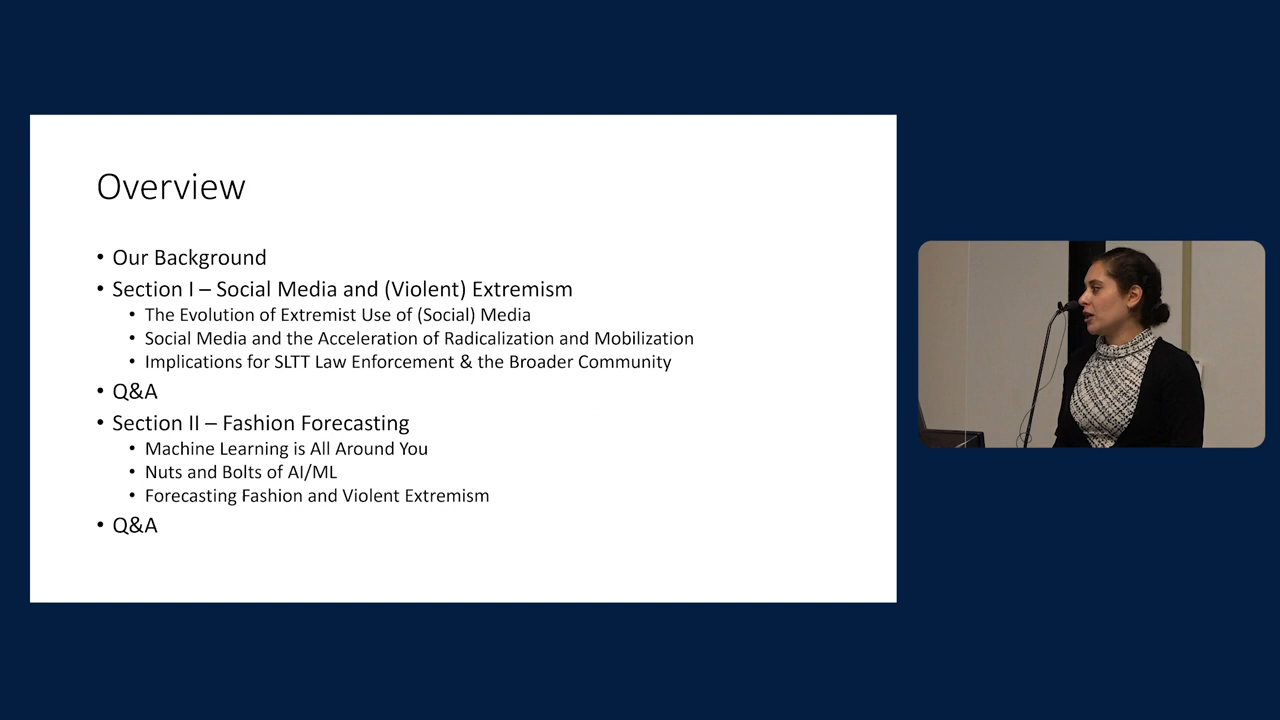 Overview
• Our Background
• Section I – Social Media and (Violent) Extremism
• The Evolution of Extremist Use of (Social) Media
• Social Media and the Acceleration of Radicalization and Mobilization
• Implications for SLTT Law Enforcement & the Broader Community
• Q&A
• Section II – Fashion Forecasting
• Machine Learning is All Around You
• Nuts and Bolts of AI/ML
• Forecasting Fashion and Violent Extremism
• Q&A